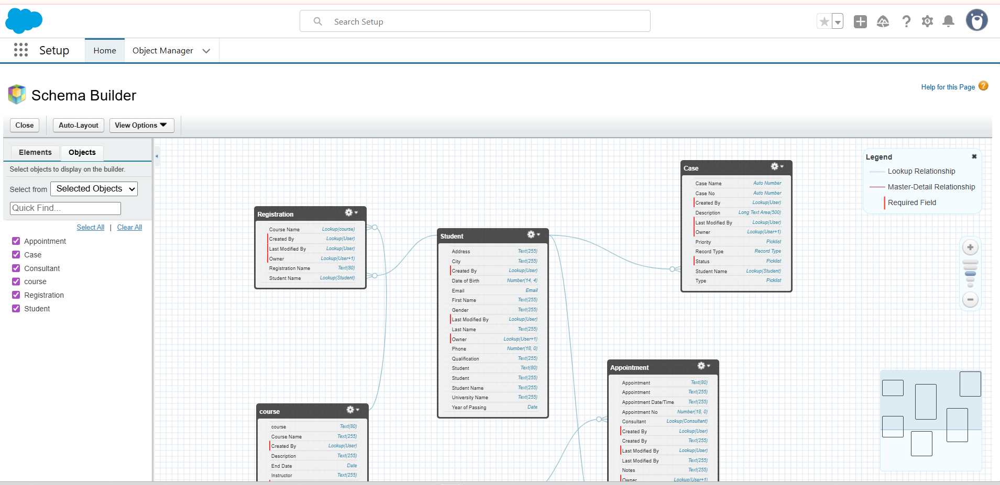 Search Setup
Setup
Home
Object Manager
Schema Builder
Help for this Page
?
Close
Auto-Layout
View Options
Elements
Objects
Select objects to display on the builder.
Select from
Selected Objects
Quick Find...
Select All | Clear All
Appointment
Case
Consultant
course
Registration
Student
Registration
Course Name Lookup(course)
Created By Lookup(User)
Last Modified By Lookup(User)
Owner Lookup(User+1)
Registration Name Text(80)
Student Name Lookup(Student)
course
course Text(80)
Course Name Text(255)
Created By Lookup(User)
Description Text(255)
End Date Date
Instructor Text(255)
Student
Address Text(255)
City Text(255)
Created By Lookup(User)
Date of Birth Number(14, 4)
Email Email
First Name Text(255)
Gender Text(255)
Last Modified By Lookup(User)
Last Name Text(255)
Owner Lookup(User+1)
Phone Number(18, 0)
Qualification Text(255)
Student Text(80)
Student Text(255)
Student Name Text(255)
University Name Text(255)
Year of Passing Date
Case
Case Name Auto Number
Case No Auto Number
Created By Lookup(User)
Description Long Text Area(500)
Last Modified By Lookup(User)
Owner Lookup(User+1)
Priority Picklist
Record Type Record Type
Status Picklist
Student Name Lookup(Student)
Type Picklist
Appointment
Appointment Text(80)
Appointment Text(255)
Appointment Date/Time Text(255)
Appointment No Number(18, 0)
Consultant Lookup(Consultant)
Created By Lookup(User)
Created By Text(255)
Last Modified By Lookup(User)
Last Modified By Text(255)
Notes Text(255)
Owner Lookup(User+1)
Legend
Lookup Relationship
Master-Detail Relationship
Required Field